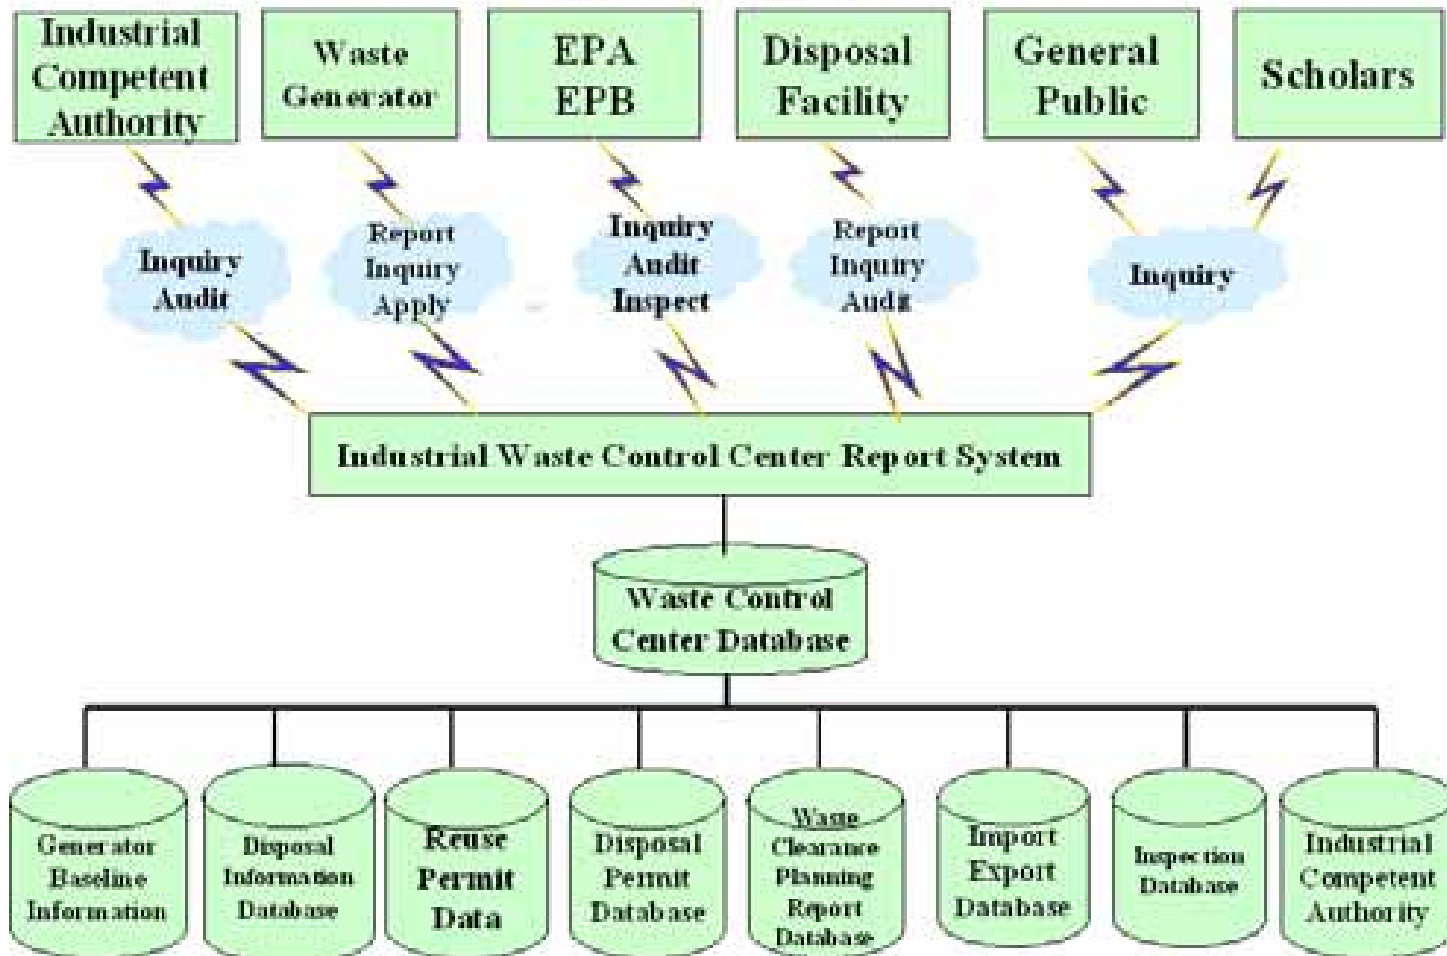 Industrial
Competent
Authority
Waste
Generator
EPA
EPB
Disposal
Facility
General
Public
Scholars
Inquiry
Audit
Report
Inquiry
Apply
Inquiry
Audit
Inspect
Report
Inquiry
Audit
Inquiry
Industrial Waste Control Center Report System
Waste Control
Center Database
Generator
Baseline
Information
Disposal
Information
Database
Reuse
Permit
Data
Disposal
Permit
Database
Waste
Clearance
Planning
Report
Database
Import
Export
Database
Inspection
Database
Industrial
Competent
Authority